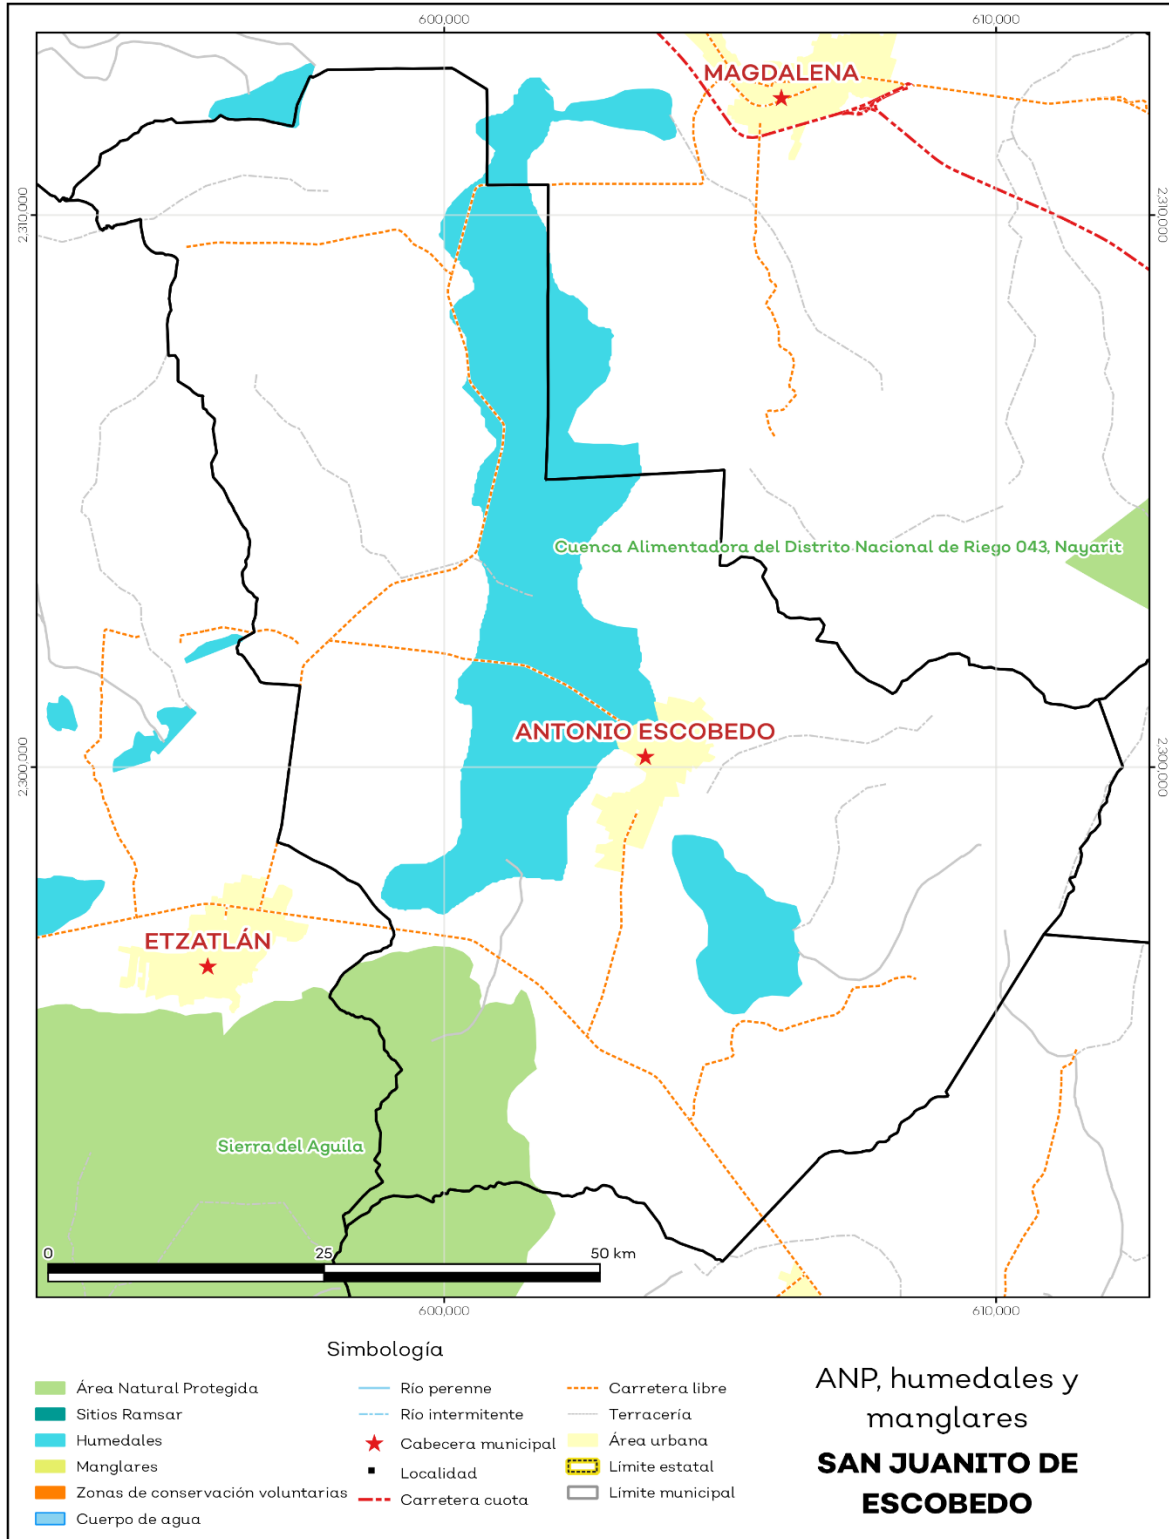 600,000
610,000
MAGDALENA
2,310,000
2,310,000
Cuenca Alimentadora del Distrito Nacional de Riego 043, Nayarit
ANTONIO ESCOBEDO
2,300,000
2,300,000
ETZATLÁN
Sierra del Aguila
0
25
50 km
600,000
610,000
Simbología
Área Natural Protegida
Sitios Ramsar
Humedales
Manglares
Zonas de conservación voluntarias
Cuerpo de agua
Río perenne
Río intermitente
Cabecera municipal
Localidad
Carretera cuota
Carretera libre
Terracería
Área urbana
Límite estatal
Límite municipal
ANP, humedales y
manglares
SAN JUANITO DE
ESCOBEDO